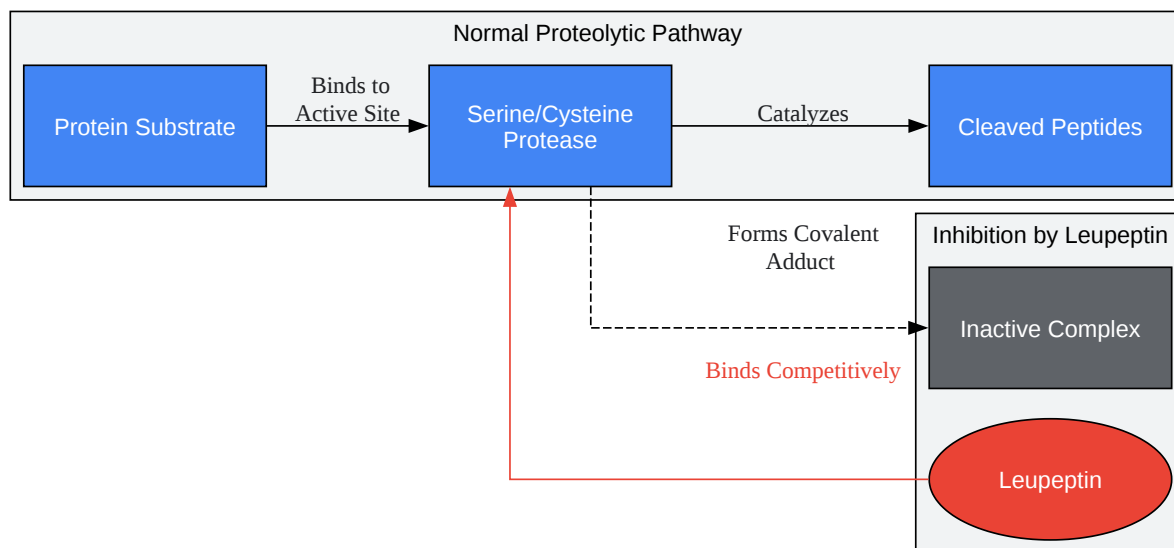 Normal Proteolytic Pathway
Protein Substrate
Binds to
Active Site
Serine/Cysteine
Protease
Catalyzes
Cleaved Peptides
Forms Covalent
Adduct
Inhibition by Leupeptin
Inactive Complex
Binds Competitively
Leupeptin